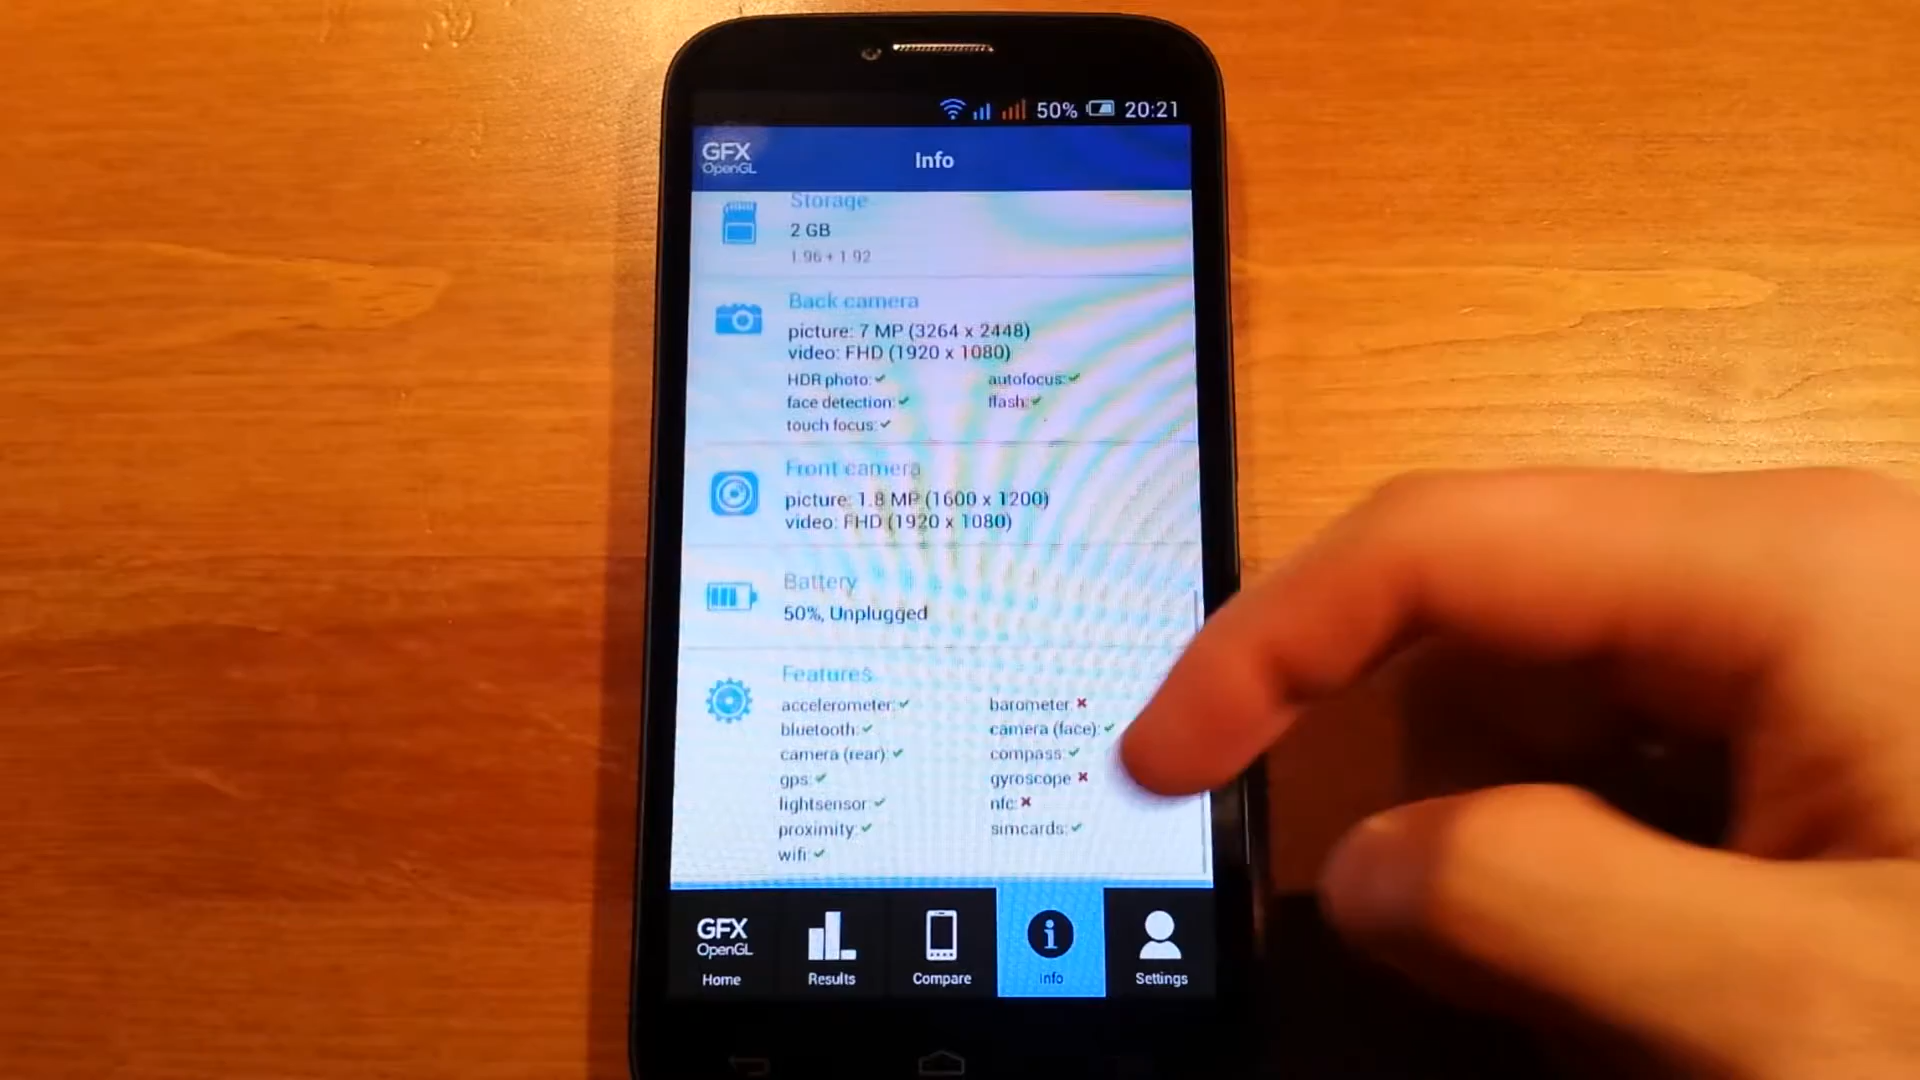 50% 20:21
GFX
OpenGL
Info
Storage
2 GB
1.96 + 1.92
Back camera
picture: 7 MP (3264 x 2448)
video: FHD (1920 x 1080)
HDR photo: ✔ autofocus: ✔
face detection: ✔ flash: ✔
touch focus: ✔
Front camera
picture: 1.8 MP (1600 x 1200)
video: FHD (1920 x 1080)
Battery
50%, Unplugged
Features
accelerometer: ✔ barometer: ✖
bluetooth: ✔ camera (face): ✔
camera (rear): ✔ compass: ✔
gps: ✔ gyroscope ✖
lightsensor: ✔ nfc: ✖
proximity: ✔ simcards: ✔
wifi: ✔
GFX
OpenGL
Home Results Compare Info Settings